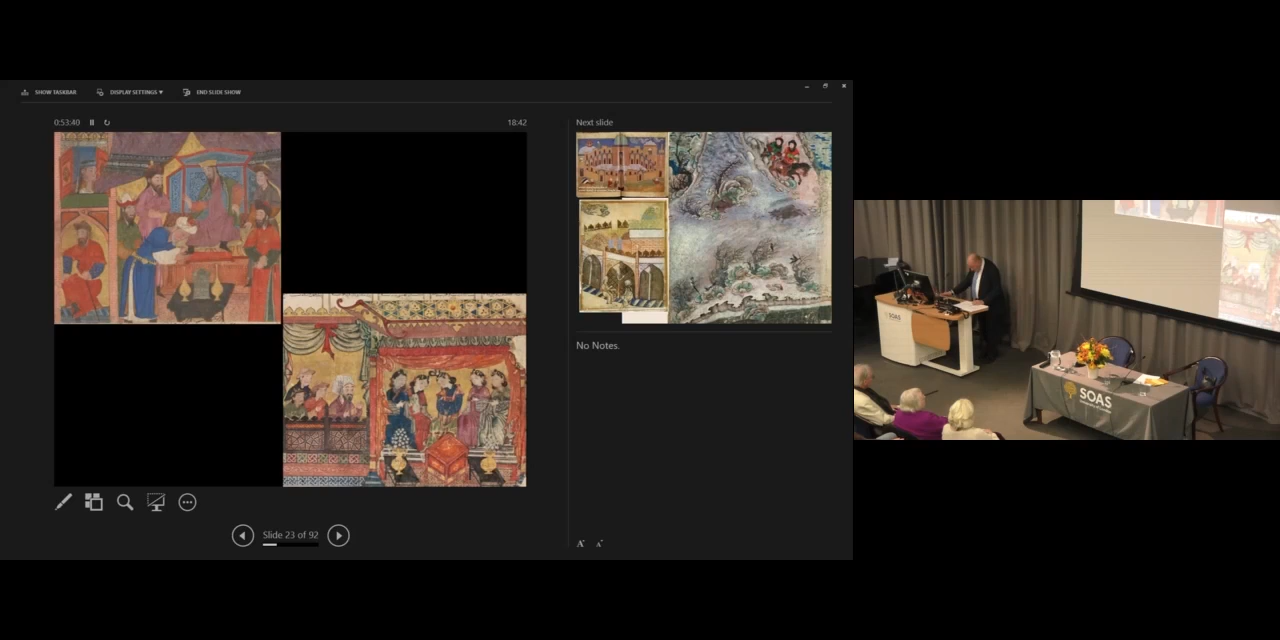 SHOW TASKBAR
DISPLAY SETTINGS ▼
END SLIDE SHOW
0:53:40
18:42
Next slide
No Notes.
Slide 23 of 92
A
A
SOAS
SOAS